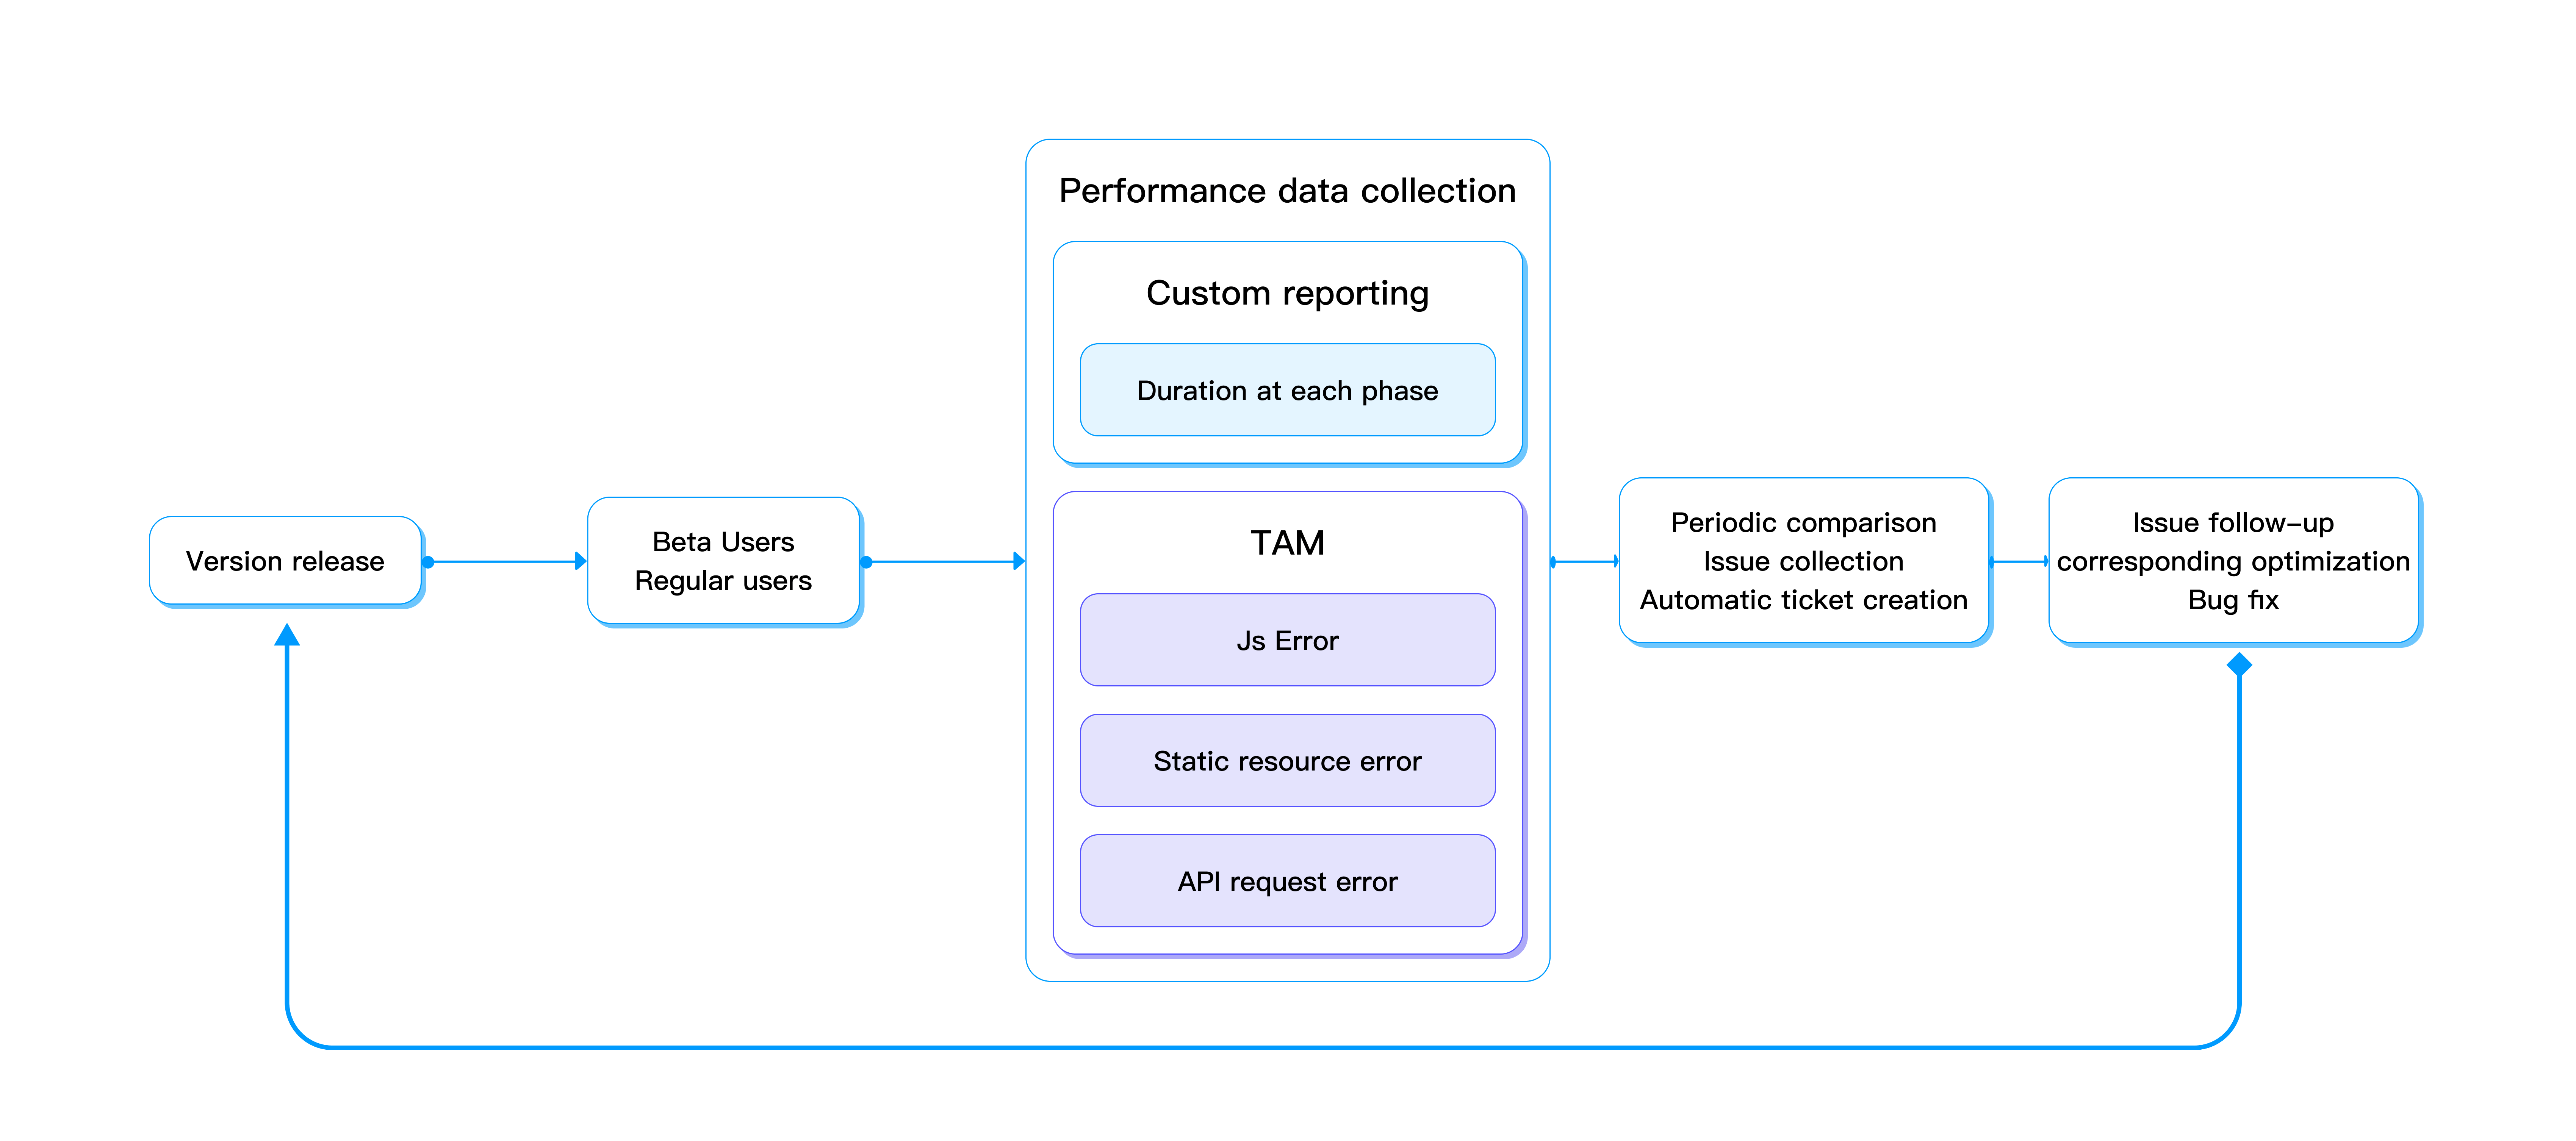 Performance data collection
Custom reporting
Duration at each phase
Version release
Beta Users
Regular users
TAM
Js Error
Static resource error
API request error
Periodic comparison
Issue collection
Automatic ticket creation
Issue follow-up
corresponding optimization
Bug fix